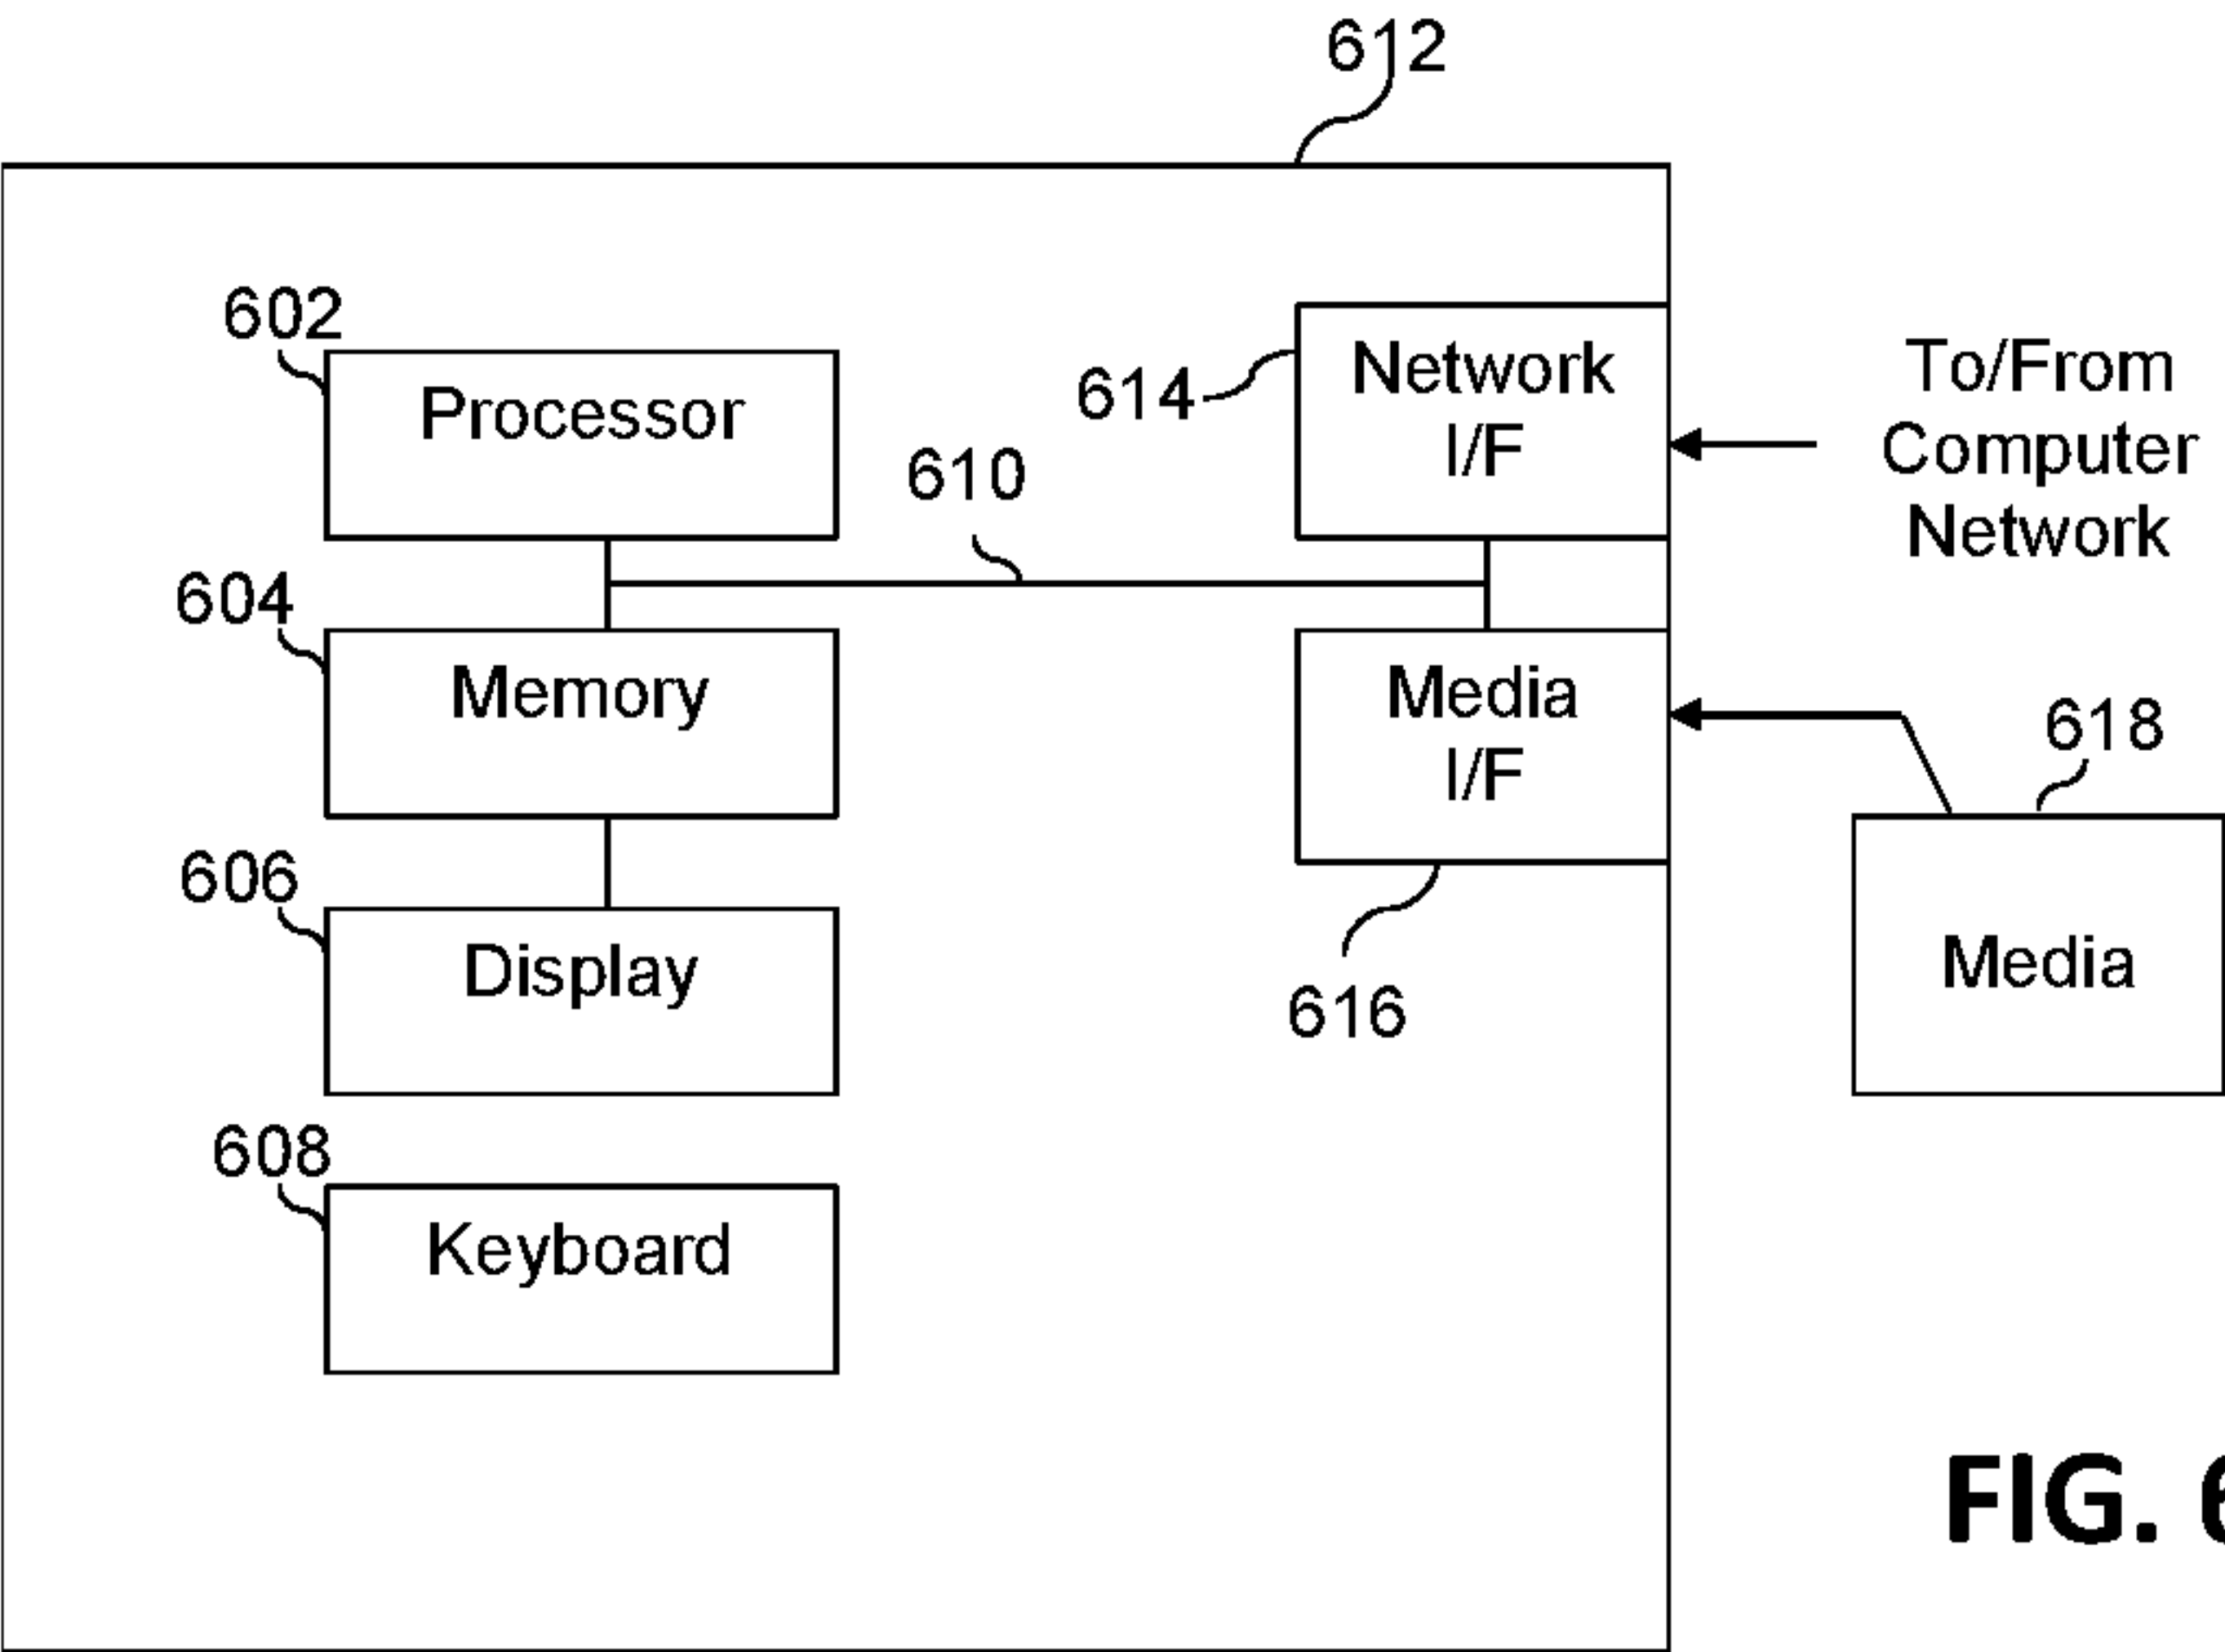 612
602
Processor
614
Network
I/F
To/From
Computer
Network
610
604
Memory
Media
I/F
618
606
Display
616
Media
608
Keyboard
FIG. 6